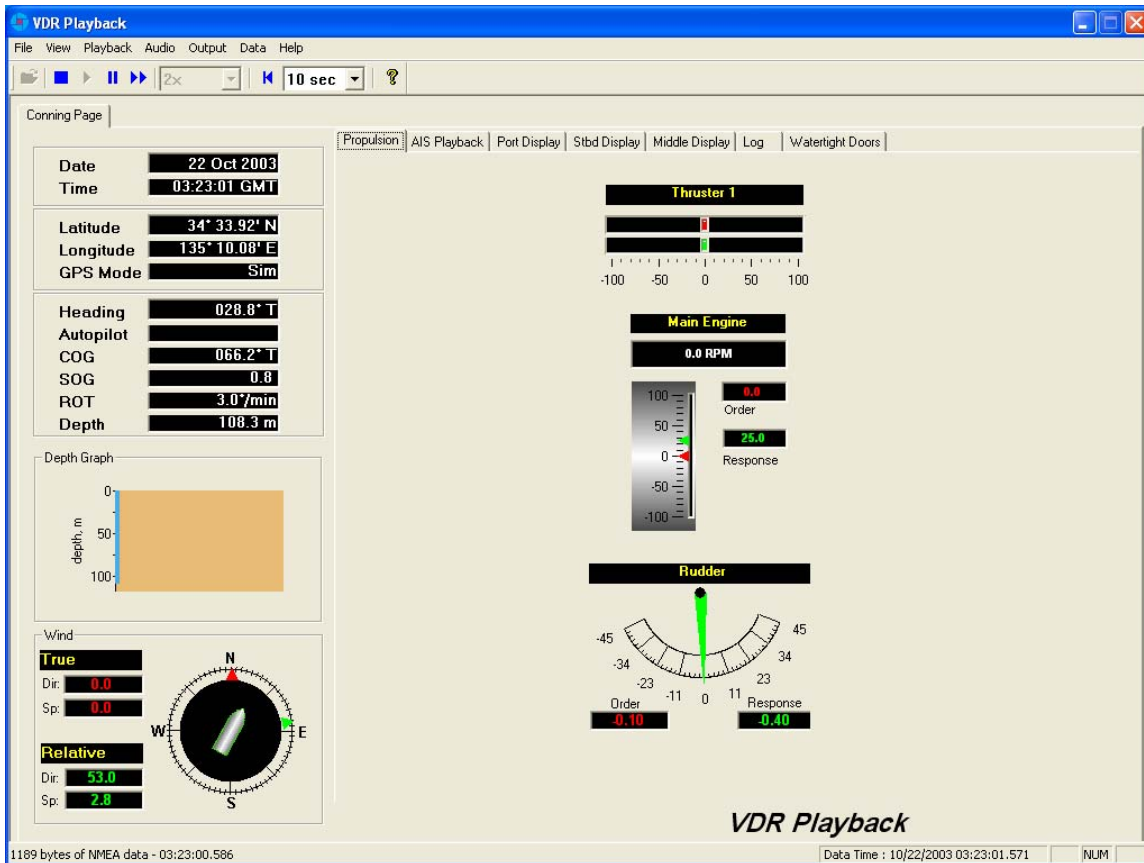 VDR Playback
File View Playback Audio Output Data Help
2x 10 sec ?
Conning Page
Date 22 Oct 2003
Time 03:23:01 GMT
Latitude 34° 33.92' N
Longitude 135° 10.08' E
GPS Mode Sim
Heading 028.8° T
Autopilot
COG 066.2° T
SOG 0.8
ROT 3.0°/min
Depth 108.3 m
Depth Graph
depth, m
0
50
100
Wind
True
Dir: 0.0
Sp: 0.0
Relative
Dir: 53.0
Sp: 2.8
N
W E
S
Propulsion AIS Playback Port Display Stbd Display Middle Display Log Watertight Doors
Thruster 1
-100 -50 0 50 100
Main Engine
0.0 RPM
100
50
0
-50
-100
0.0
Order
25.0
Response
Rudder
-45 -34 -23 -11 0 11 23 34 45
Order Response
-0.10 -0.40
VDR Playback
1189 bytes of NMEA data - 03:23:00.586 Data Time : 10/22/2003 03:23:01.571 NUM